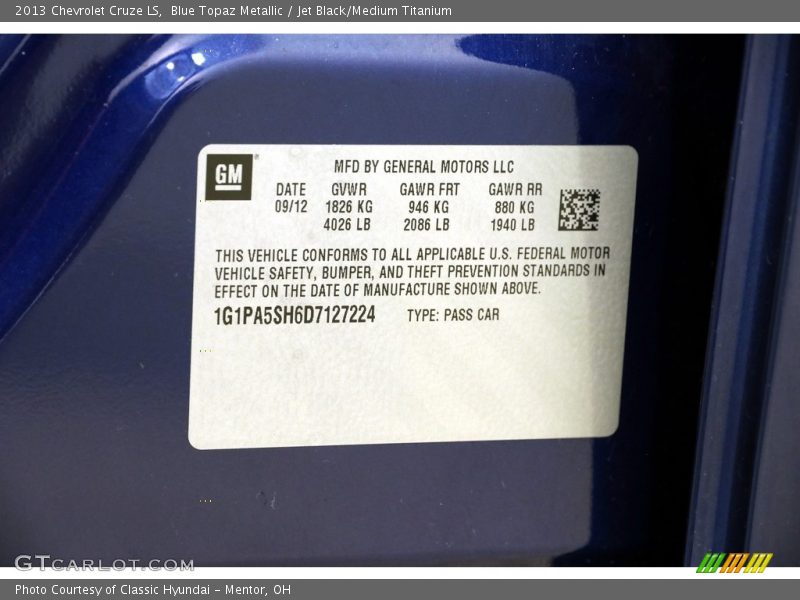 2013 Chevrolet Cruze LS, Blue Topaz Metallic / Jet Black/Medium Titanium
GM
MFD BY GENERAL MOTORS LLC
DATE GVWR GAWR FRT GAWR RR
09/12 1826 KG 946 KG 880 KG
4026 LB 2086 LB 1940 LB
THIS VEHICLE CONFORMS TO ALL APPLICABLE U.S. FEDERAL MOTOR
VEHICLE SAFETY, BUMPER, AND THEFT PREVENTION STANDARDS IN
EFFECT ON THE DATE OF MANUFACTURE SHOWN ABOVE.
1G1PA5SH6D7127224 TYPE: PASS CAR
GTCARLOT.COM
Photo Courtesy of Classic Hyundai - Mentor, OH